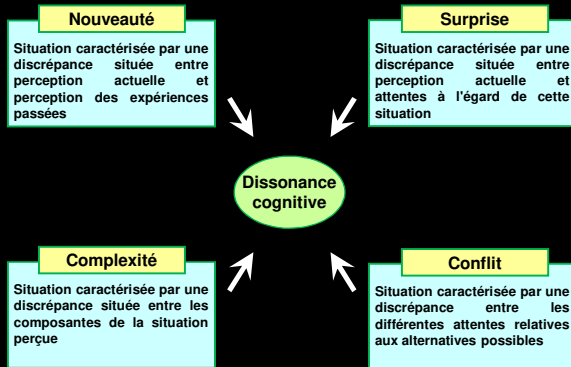 Nouveauté
Situation caractérisée par une
discrépance située entre
perception actuelle et
perception des expériences
passées
Surprise
Situation caractérisée par une
discrépance située entre
perception actuelle et
attentes à l'égard de cette
situation
Dissonance
cognitive
Complexité
Situation caractérisée par une
discrépance située entre les
composantes de la situation
perçue
Conflit
Situation caractérisée par une
discrépance entre les
différentes attentes relatives
aux alternatives possibles